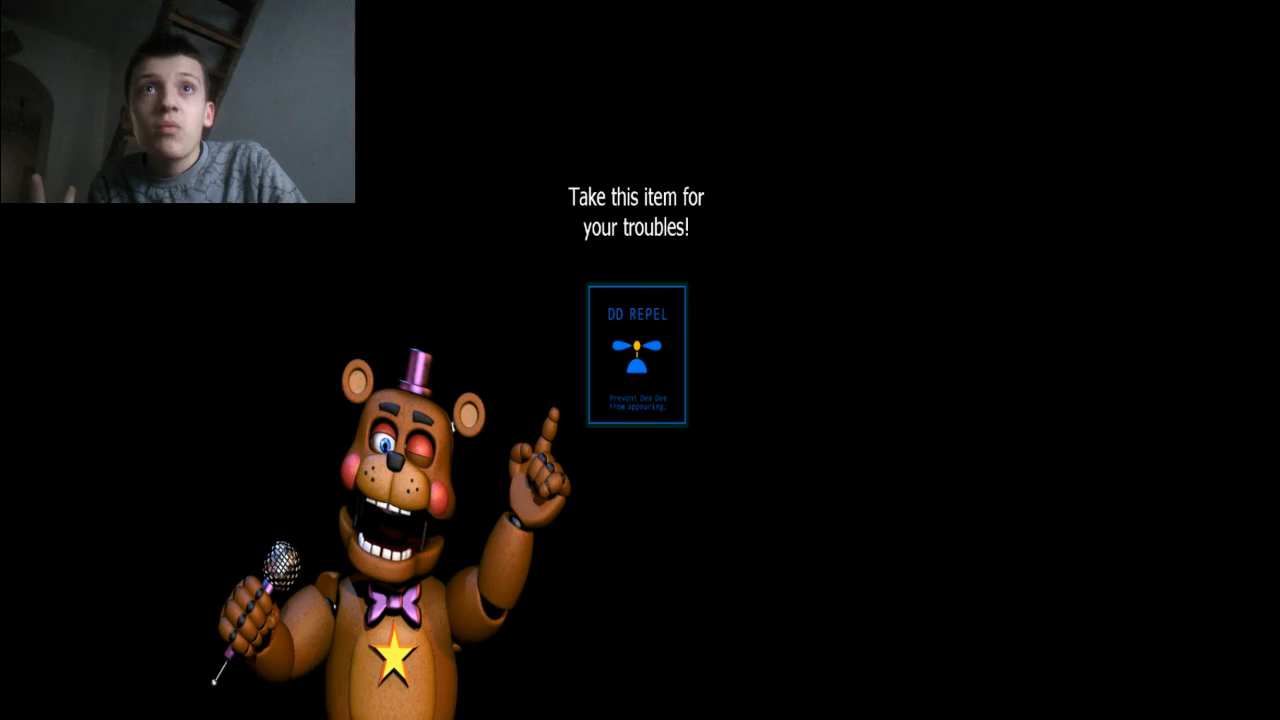 Take this item for
your troubles!
DD REPEL
Prevent Dee Dee
from appearing.